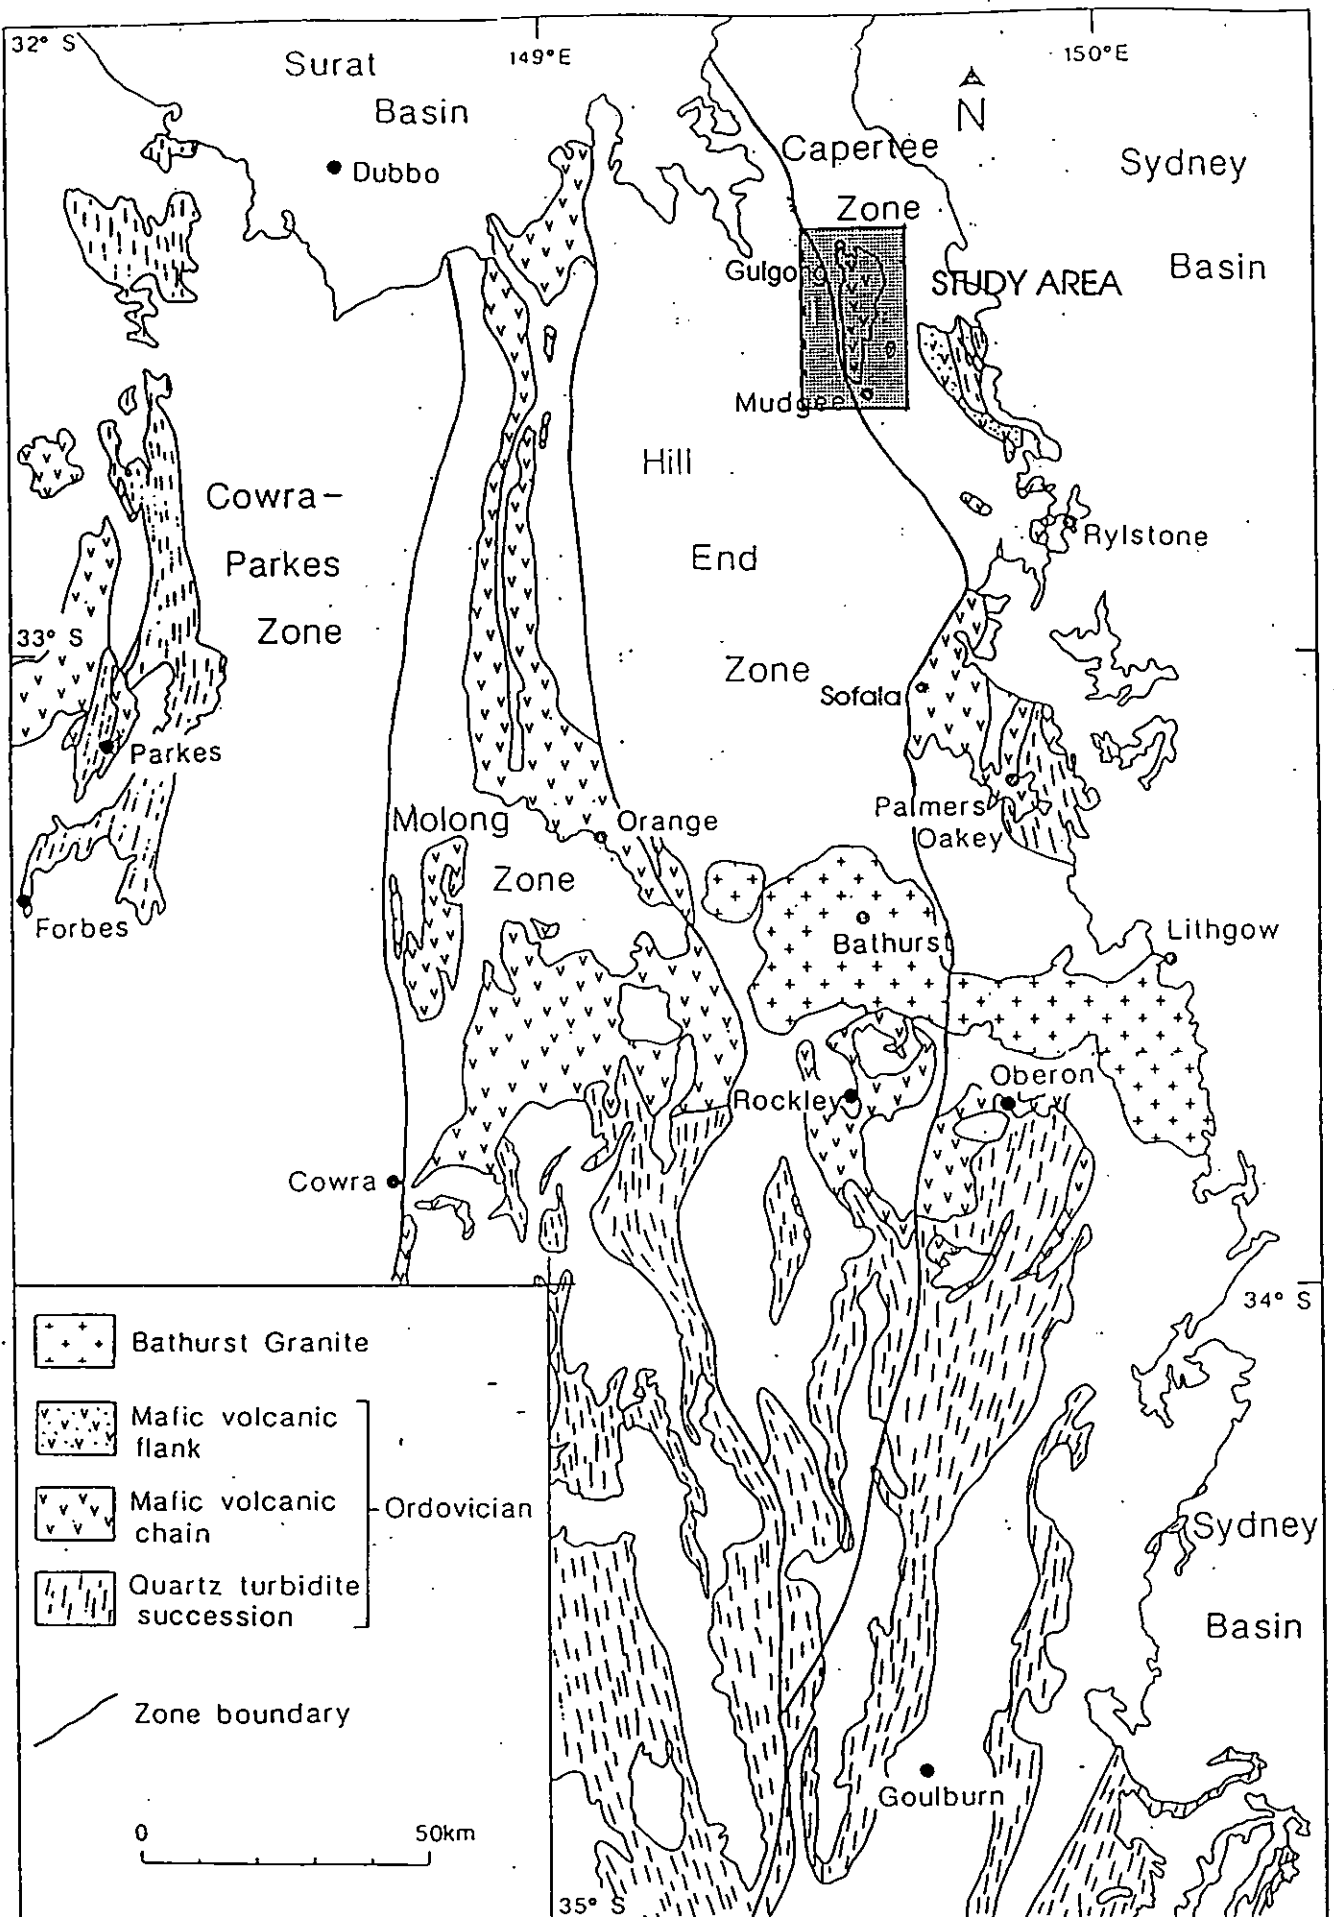 32° S
149°E
150°E
Surat
Basin
N
Dubbo
Capertee
Zone
Sydney
Basin
Gulgong
STUDY AREA
Mudgee
Hill
End
Zone
Cowra-
Parkes
Zone
Rylstone
33° S
Sofala
Parkes
Palmers
Oakey
Molong
Zone
Orange
Forbes
Bathurst
Lithgow
Rockley
Oberon
Cowra
34° S
Bathurst Granite
Mafic volcanic
flank
Mafic volcanic
chain
Ordovician
Quartz turbidite
succession
Zone boundary
0
50km
Sydney
Basin
Goulburn
35° S